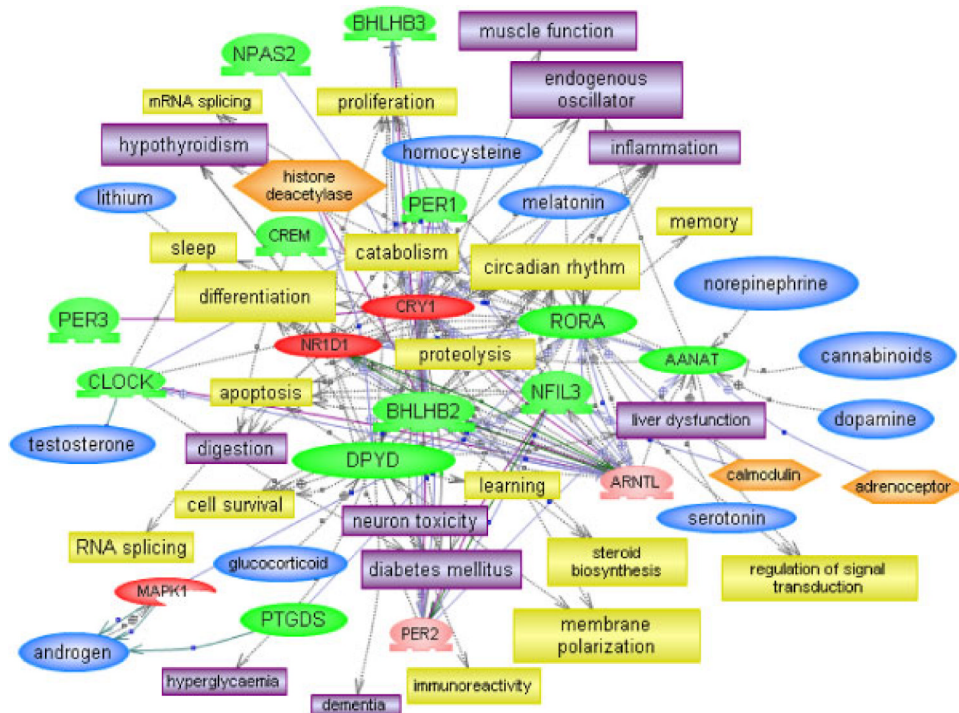 BHLHB3
muscle function
NPAS2
endogenous
oscillator
mRNA splicing
proliferation
hypothyroidism
homocysteine
inflammation
histone
deacetylase
lithium
PER1
melatonin
memory
CREM
sleep
catabolism
circadian rhythm
differentiation
norepinephrine
CRY1
PER3
RORA
NR1D1
proteolysis
AANAT
cannabinoids
CLOCK
apoptosis
NFIL3
BHLHB2
liver dysfunction
dopamine
testosterone
digestion
DPYD
learning
ARNTL
calmodulin
adrenoceptor
cell survival
neuron toxicity
serotonin
RNA splicing
glucocorticoid
diabetes mellitus
steroid
biosynthesis
regulation of signal
transduction
MAPK1
PTGDS
PER2
membrane
polarization
androgen
hyperglycaemia
immunoreactivity
dementia